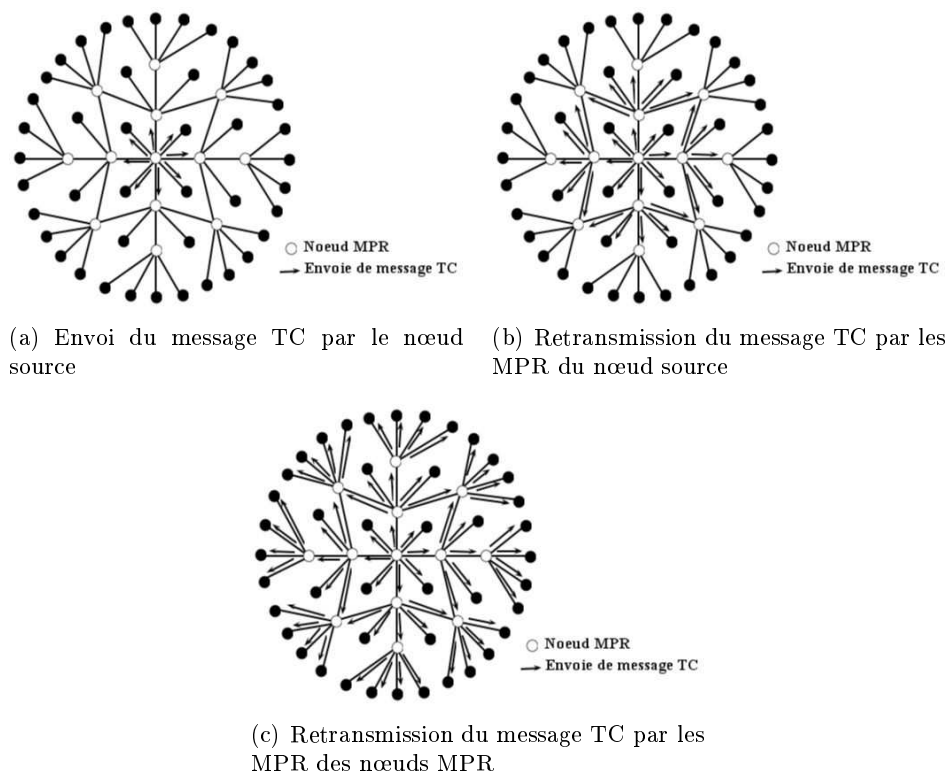 Noeud MPR
Envoie de message TC
Noeud MPR
Envoie de message TC
(a) Envoi du message TC par le nœud
source
(b) Retransmission du message TC par les
MPR du nœud source
Noeud MPR
Envoie de message TC
(c) Retransmission du message TC par les
MPR des nœuds MPR